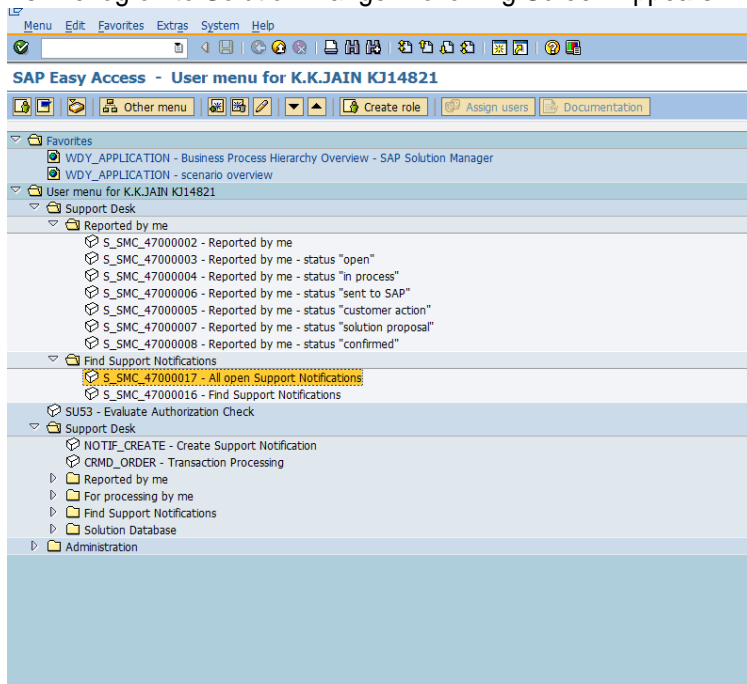 Menu Edit Favorites Extras System Help
SAP Easy Access - User menu for K.K.JAIN KJ14821
Other menu Create role Assign users Documentation
Favorites
WDY_APPLICATION - Business Process Hierarchy Overview - SAP Solution Manager
WDY_APPLICATION - scenario overview
User menu for K.K.JAIN KJ14821
Support Desk
Reported by me
S_SMC_47000002 - Reported by me
S_SMC_47000003 - Reported by me - status "open"
S_SMC_47000004 - Reported by me - status "in process"
S_SMC_47000006 - Reported by me - status "sent to SAP"
S_SMC_47000005 - Reported by me - status "customer action"
S_SMC_47000007 - Reported by me - status "solution proposal"
S_SMC_47000008 - Reported by me - status "confirmed"
Find Support Notifications
S_SMC_47000017 - All open Support Notifications
S_SMC_47000016 - Find Support Notifications
SU53 - Evaluate Authorization Check
Support Desk
NOTIF_CREATE - Create Support Notification
CRMD_ORDER - Transaction Processing
Reported by me
For processing by me
Find Support Notifications
Solution Database
Administration